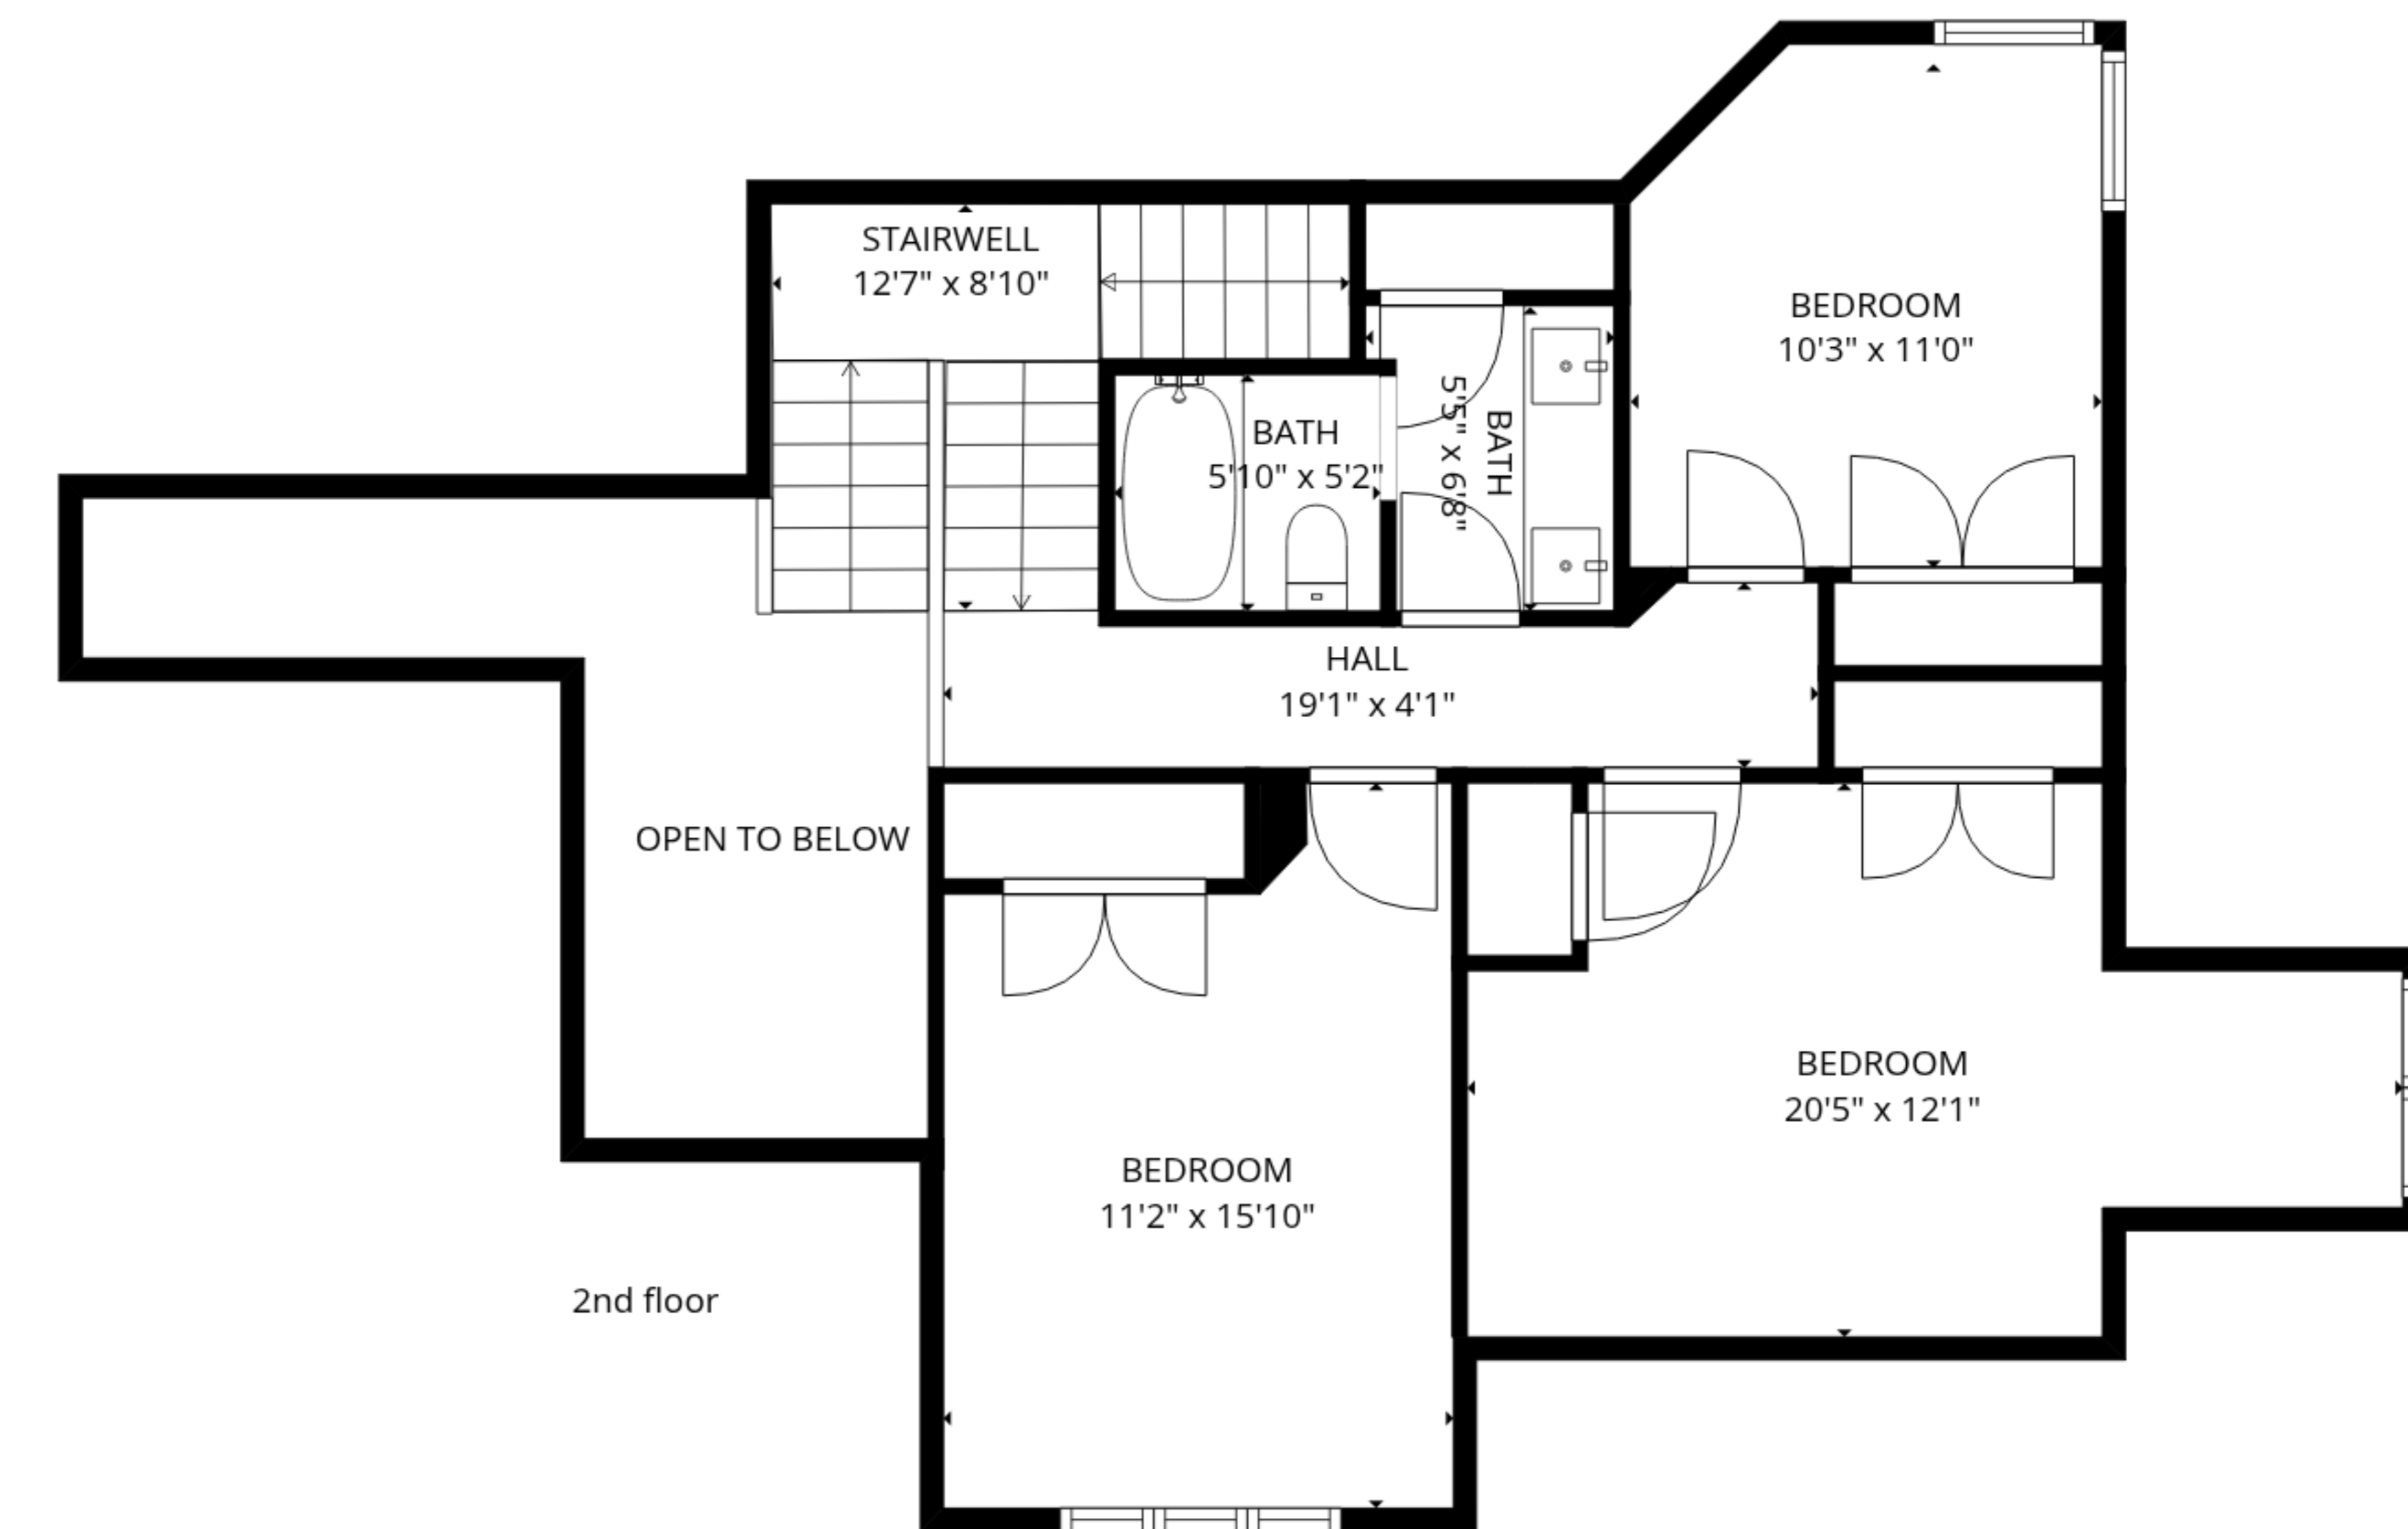 STAIRWELL
12'7" x 8'10"
BEDROOM
10'3" x 11'0"
BATH
5'10" x 5'2"
BATH
5'5" x 6'8"
HALL
19'1" x 4'1"
OPEN TO BELOW
BEDROOM
20'5" x 12'1"
BEDROOM
11'2" x 15'10"
2nd floor